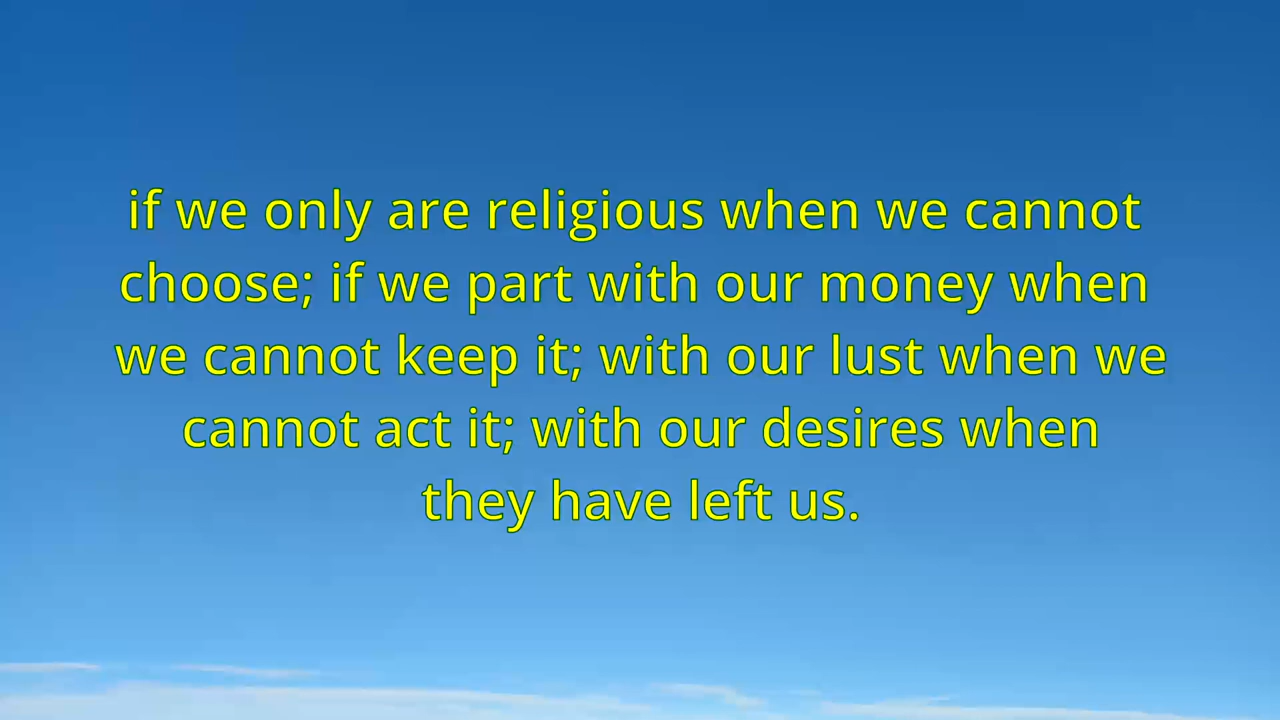 if we only are religious when we cannot
choose; if we part with our money when
we cannot keep it; with our lust when we
cannot act it; with our desires when
they have left us.